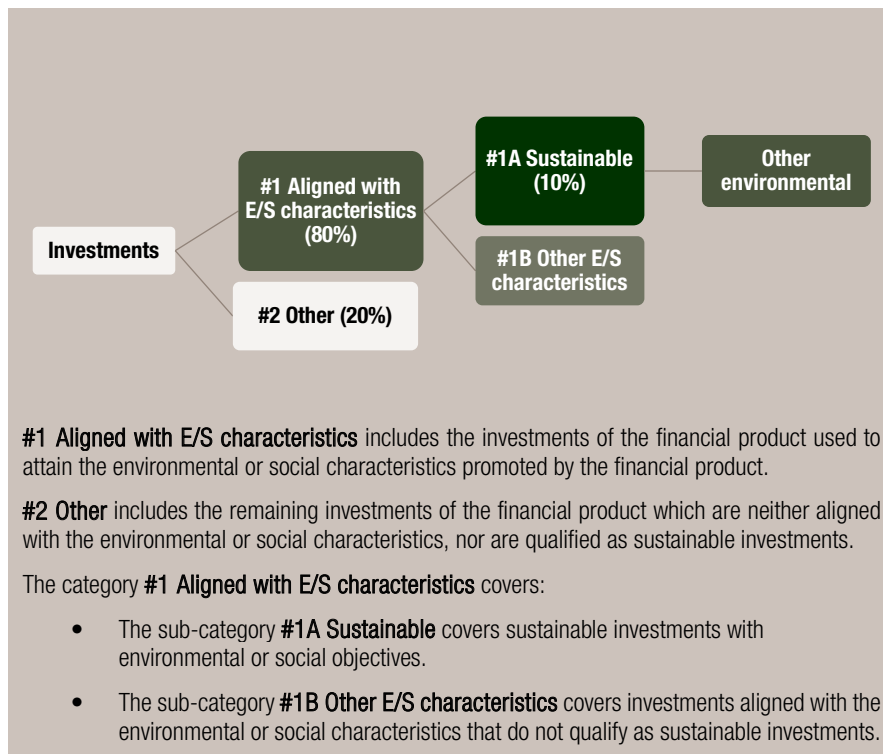 Investments
#1 Aligned with
E/S characteristics
(80%)
#2 Other (20%)
#1A Sustainable
(10%)
#1B Other E/S
characteristics
Other
environmental
#1 Aligned with E/S characteristics includes the investments of the financial product used to
attain the environmental or social characteristics promoted by the financial product.
#2 Other includes the remaining investments of the financial product which are neither aligned
with the environmental or social characteristics, nor are qualified as sustainable investments.
The category #1 Aligned with E/S characteristics covers:
• The sub-category #1A Sustainable covers sustainable investments with
environmental or social objectives.
• The sub-category #1B Other E/S characteristics covers investments aligned with the
environmental or social characteristics that do not qualify as sustainable investments.